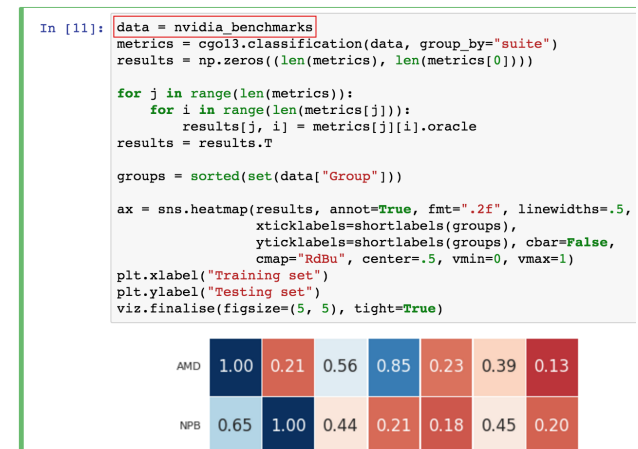 In [11]: data = nvidia_benchmarks
metrics = cgo13.classification(data, group_by="suite")
results = np.zeros((len(metrics), len(metrics[0])))
for j in range(len(metrics)):
    for i in range(len(metrics[j])):
        results[j, i] = metrics[j][i].oracle
results = results.T
groups = sorted(set(data["Group"]))
ax = sns.heatmap(results, annot=True, fmt=".2f", linewidths=.5,
                 xticklabels=shortlabels(groups),
                 yticklabels=shortlabels(groups), cbar=False,
                 cmap="RdBu", center=.5, vmin=0, vmax=1)
plt.xlabel("Training set")
plt.ylabel("Testing set")
viz.finalise(figsize=(5, 5), tight=True)
AMD 1.00 0.21 0.56 0.85 0.23 0.39 0.13
NPB 0.65 1.00 0.44 0.21 0.18 0.45 0.20